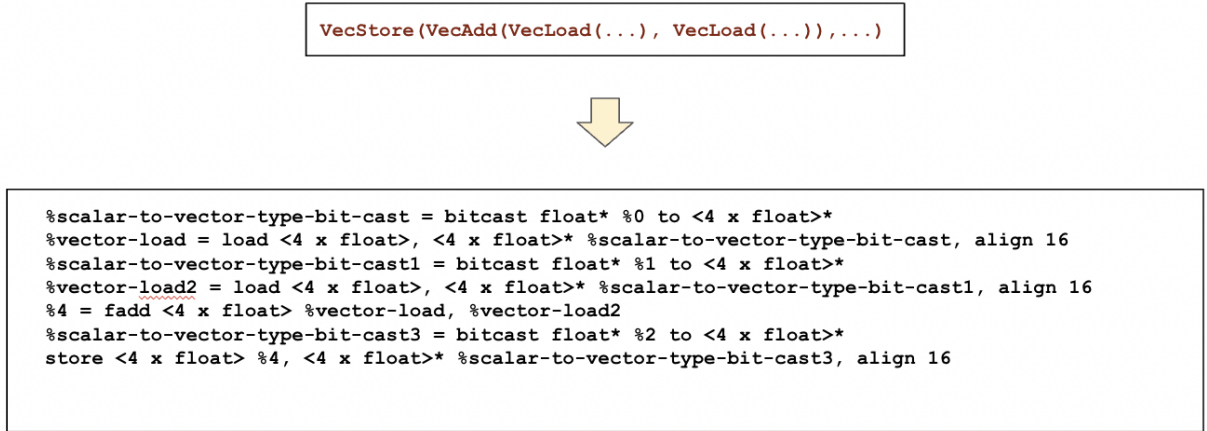 VecStore(VecAdd(VecLoad(...), VecLoad(...)),...)
%scalar-to-vector-type-bit-cast = bitcast float* %0 to <4 x float>*
%vector-load = load <4 x float>, <4 x float>* %scalar-to-vector-type-bit-cast, align 16
%scalar-to-vector-type-bit-cast1 = bitcast float* %1 to <4 x float>*
%vector-load2 = load <4 x float>, <4 x float>* %scalar-to-vector-type-bit-cast1, align 16
%4 = fadd <4 x float> %vector-load, %vector-load2
%scalar-to-vector-type-bit-cast3 = bitcast float* %2 to <4 x float>*
store <4 x float> %4, <4 x float>* %scalar-to-vector-type-bit-cast3, align 16